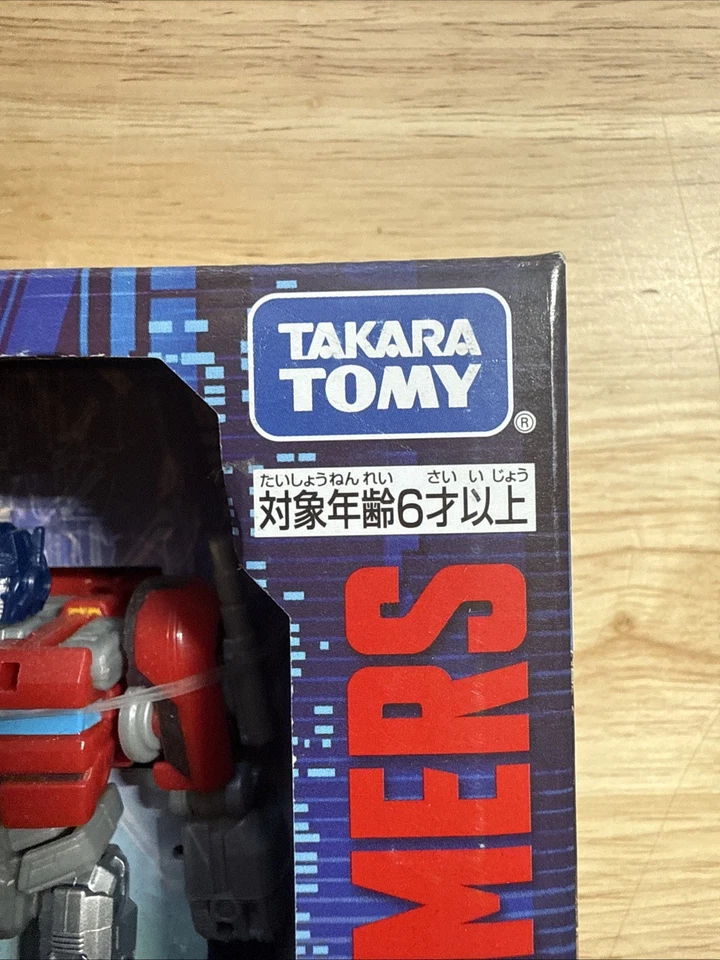 TAKARA
TOMY
®
たいしょうねんれい さい い じょう
対象年齢6才以上
MERS